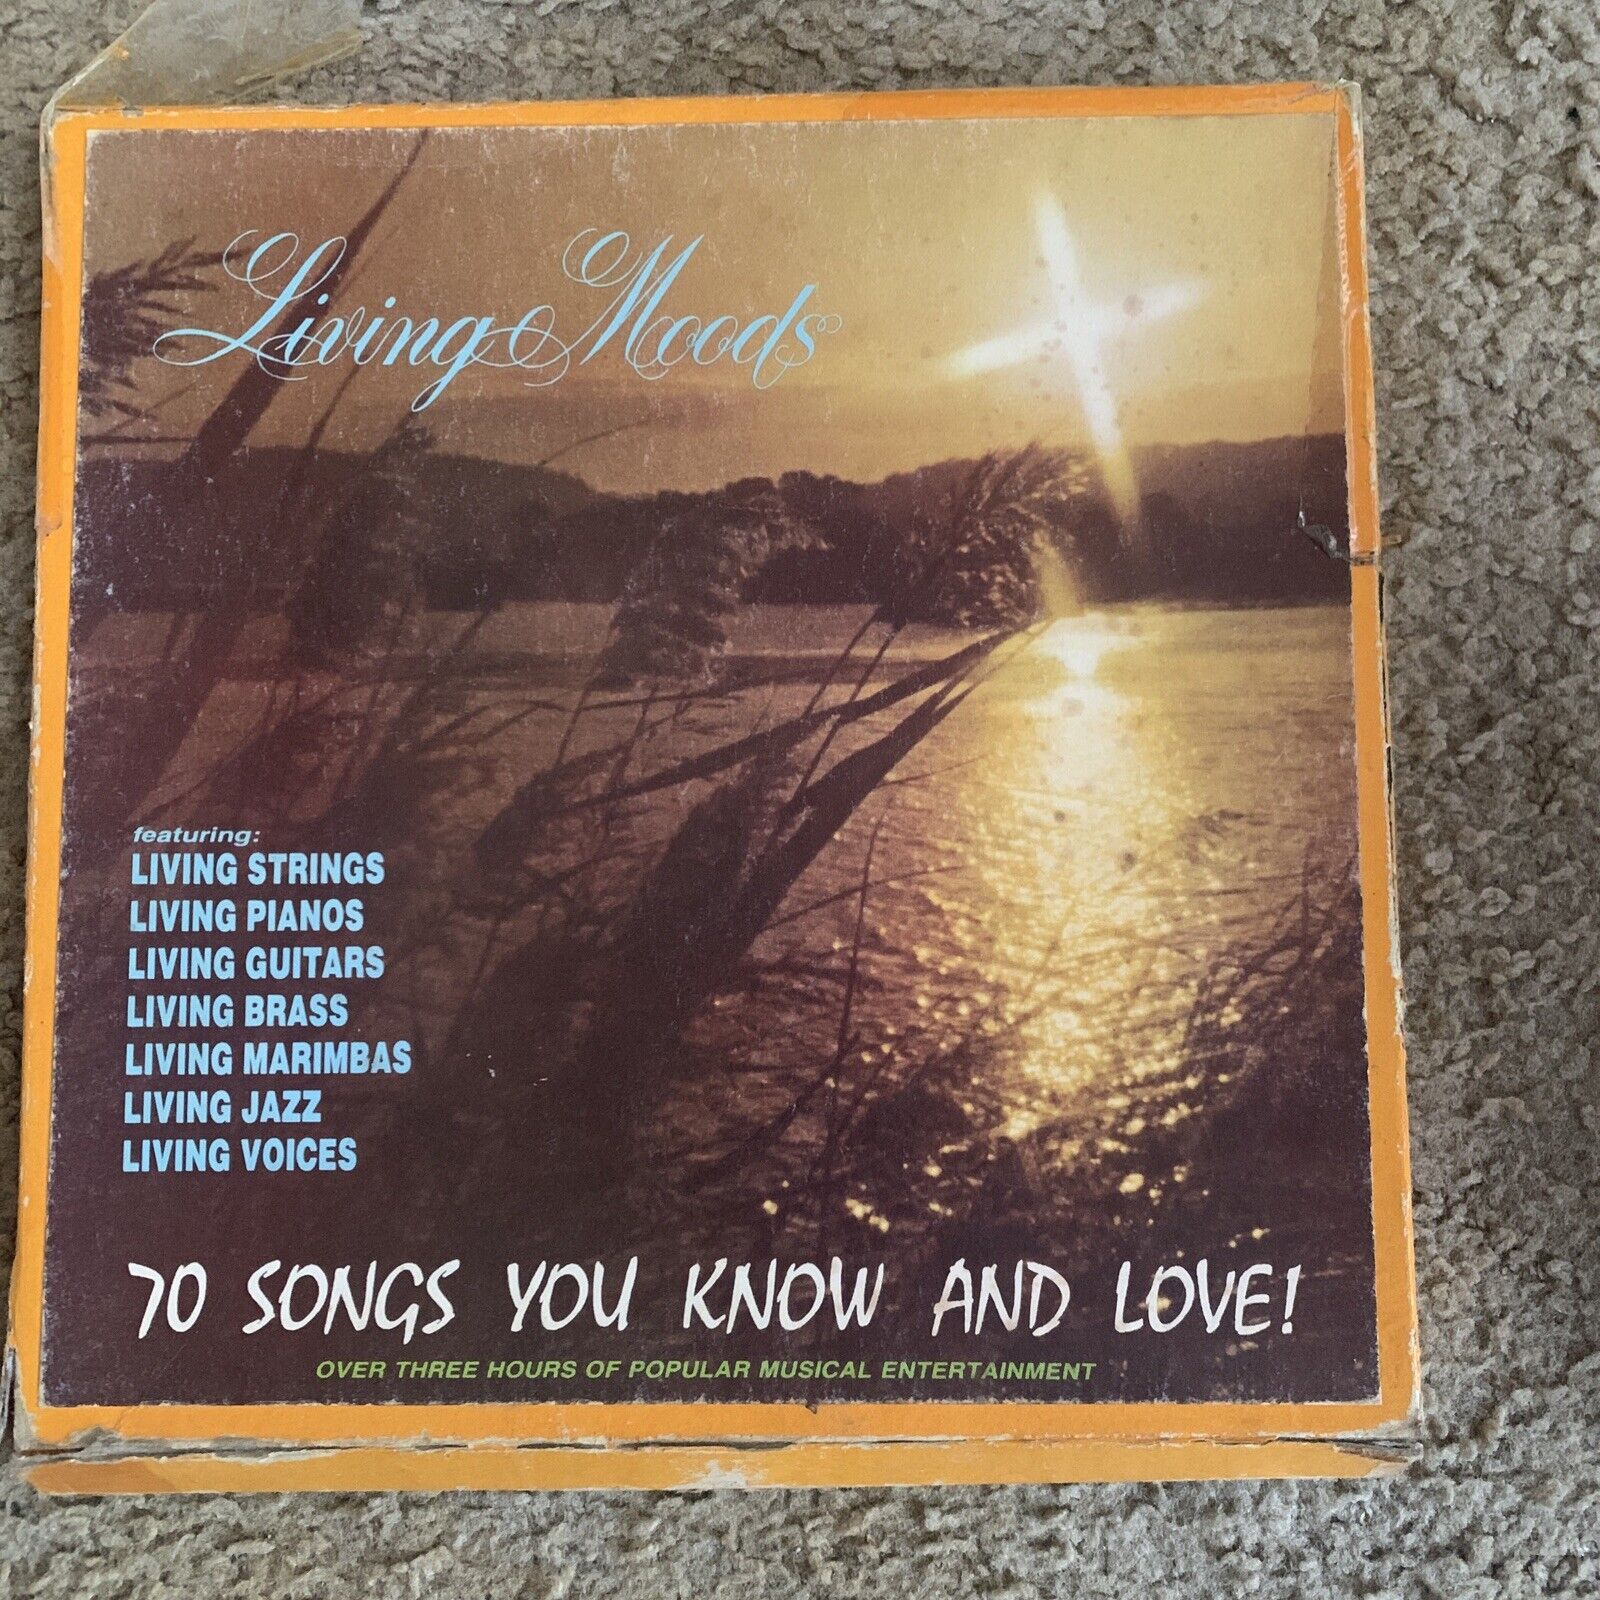 Living Moods
featuring:
LIVING STRINGS
LIVING PIANOS
LIVING GUITARS
LIVING BRASS
LIVING MARIMBAS
LIVING JAZZ
LIVING VOICES
70 SONGS YOU KNOW AND LOVE!
OVER THREE HOURS OF POPULAR MUSICAL ENTERTAINMENT